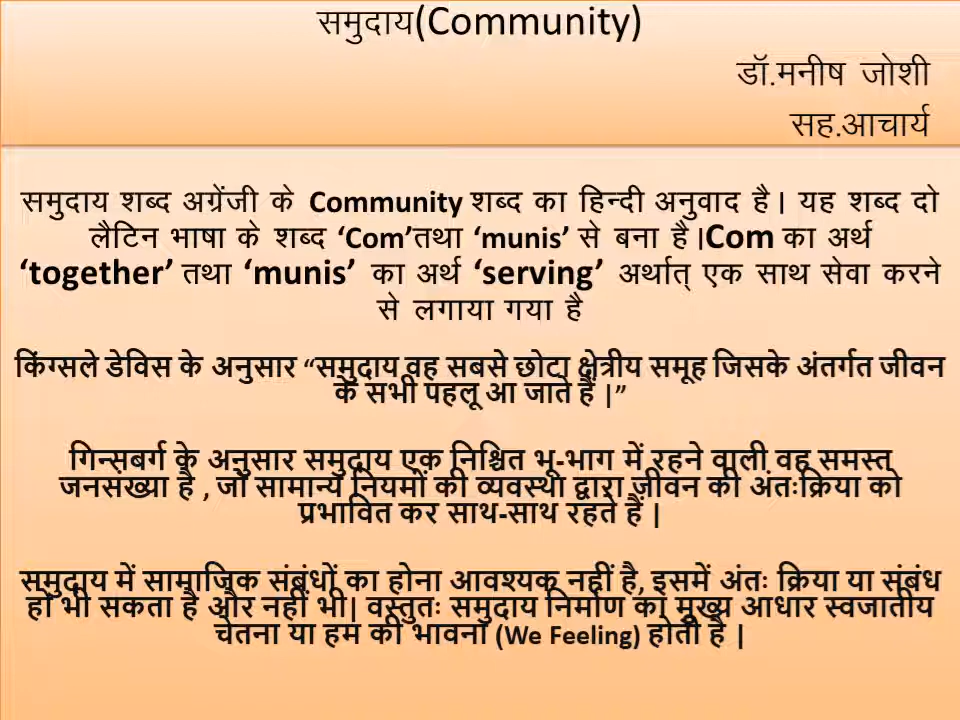 समुदाय(Community)
डॉ.मनीष जोशी
सह.आचार्य
समुदाय शब्द अग्रेंजी के Community शब्द का हिन्दी अनुवाद है। यह शब्द दो
लैटिन भाषा के शब्द ‘Com’तथा ‘munis’ से बना है।Com का अर्थ
‘together’ तथा ‘munis’ का अर्थ ‘serving’ अर्थात् एक साथ सेवा करने
से लगाया गया है
किंग्सले डेविस के अनुसार “समुदाय वह सबसे छोटा क्षेत्रीय समूह जिसके अंतर्गत जीवन
के सभी पहलू आ जाते हैं |”
गिन्सबर्ग के अनुसार समुदाय एक निश्चित भू-भाग में रहने वाली वह समस्त
जनसंख्या है , जो सामान्य नियमों की व्यवस्था द्वारा जीवन की अंतःक्रिया को
प्रभावित कर साथ-साथ रहते हैं |
समुदाय में सामाजिक संबंधों का होना आवश्यक नहीं है, इसमें अंतः क्रिया या संबंध
हो भी सकता है और नहीं भी| वस्तुतः समुदाय निर्माण का मुख्य आधार स्वजातीय
चेतना या हम की भावना (We Feeling) होती है |